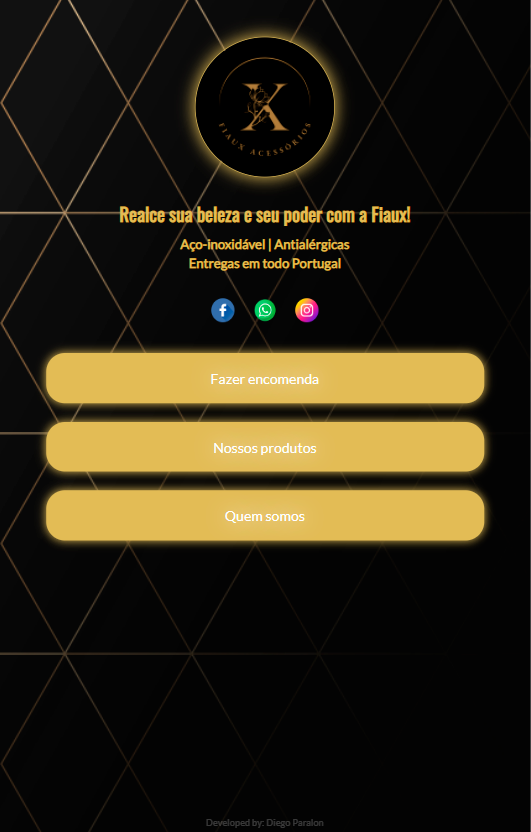 X
FIAUX ACESSÓRIOS
Realce sua beleza e seu poder com a Fiaux!
Aço-inoxidável | Antialérgicas
Entregas em todo Portugal
Fazer encomenda
Nossos produtos
Quem somos
Developed by: Diego Paralon